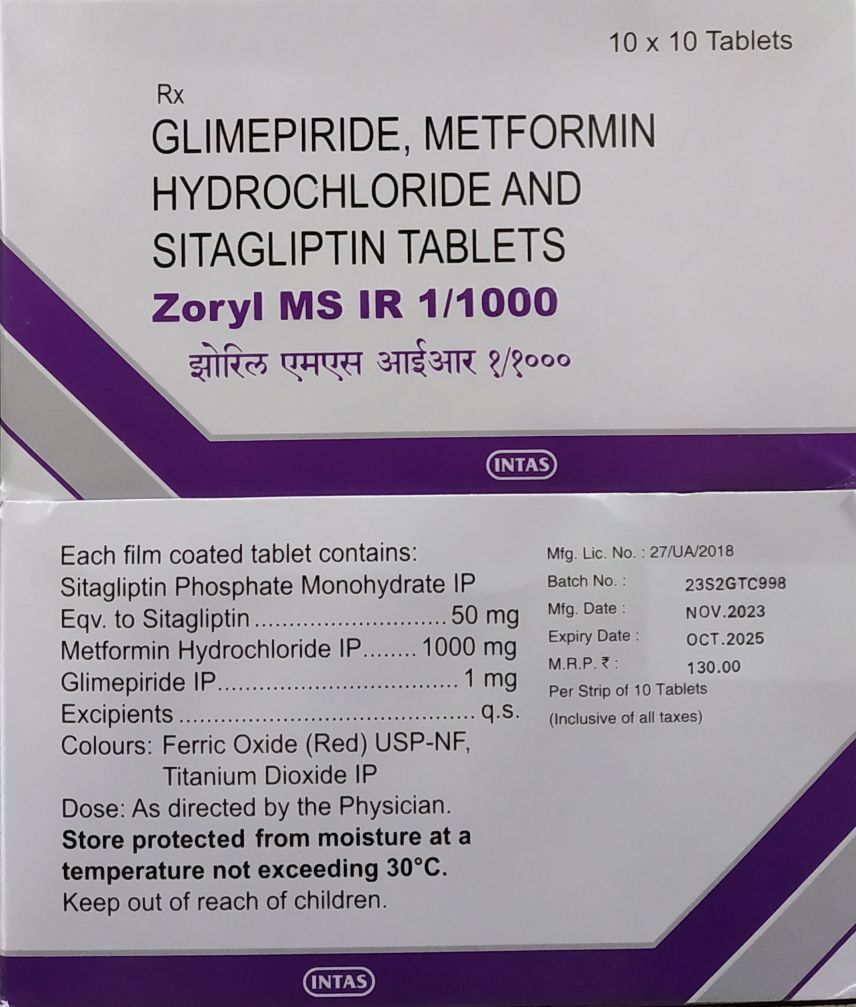 10 x 10 Tablets
Rx
GLIMEPIRIDE, METFORMIN
HYDROCHLORIDE AND
SITAGLIPTIN TABLETS
Zoryl MS IR 1/1000
झोरिल एमएस आईआर १/१०००
INTAS
Each film coated tablet contains:
Sitagliptin Phosphate Monohydrate IP
Eqv. to Sitagliptin ............................ 50 mg
Metformin Hydrochloride IP........ 1000 mg
Glimepiride IP................................... 1 mg
Excipients ........................................... q.s.
Colours: Ferric Oxide (Red) USP-NF,
Titanium Dioxide IP
Dose: As directed by the Physician.
Store protected from moisture at a
temperature not exceeding 30°C.
Keep out of reach of children.
Mfg. Lic. No. : 27/UA/2018
Batch No. : 23S2GTC998
Mfg. Date : NOV.2023
Expiry Date : OCT.2025
M.R.P. ₹ : 130.00
Per Strip of 10 Tablets
(Inclusive of all taxes)
INTAS